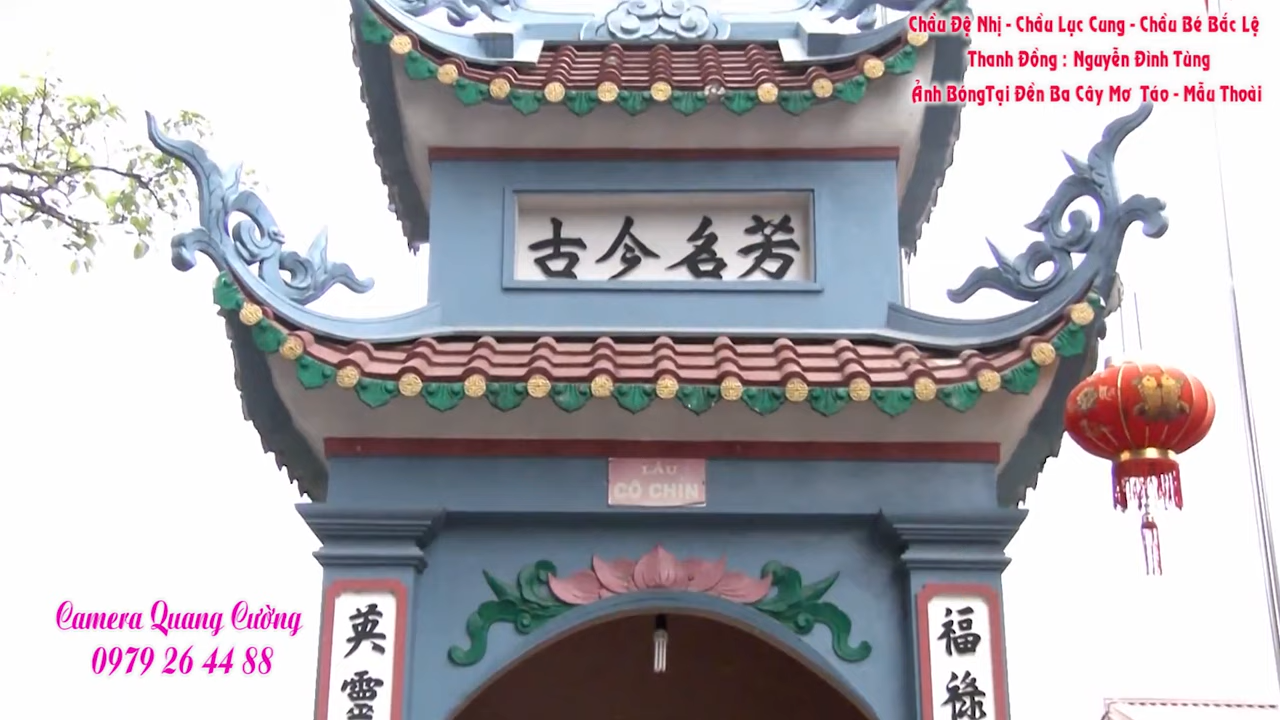 Chầu Đệ Nhị - Chầu Lục Cung - Chầu Bé Bắc Lệ
Thanh Đồng : Nguyễn Đình Tùng
Ảnh BóngTại Đền Ba Cây Mơ Táo - Mẫu Thoài
古今名芳
LẦU
CÔ CHÍN
英靈
福祿
Camera Quang Cường
0979 26 44 88